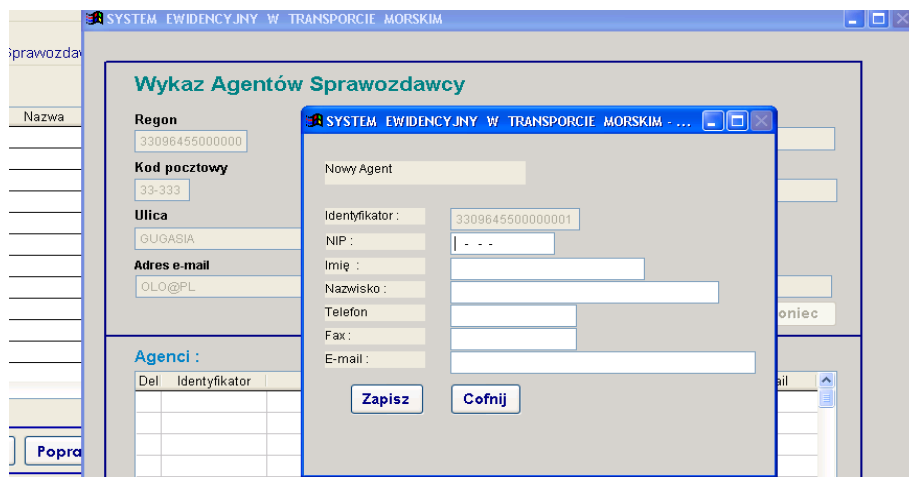 SYSTEM EWIDENCYJNY W TRANSPORCIE MORSKIM
Wykaz Agentów Sprawozdawcy
Nazwa
Regon
33096455000000
Kod pocztowy
33-333
Ulica
GUGASIA
Adres e-mail
OLO@PL
SYSTEM EWIDENCYJNY W TRANSPORCIE MORSKIM - ...
Nowy Agent
Identyfikator : 3309645500000001
NIP : - - -
Imię :
Nazwisko :
Telefon
Fax :
E-mail :
Zapisz Cofnij
oniec
Agenci :
Del Identyfikator ail
Popra